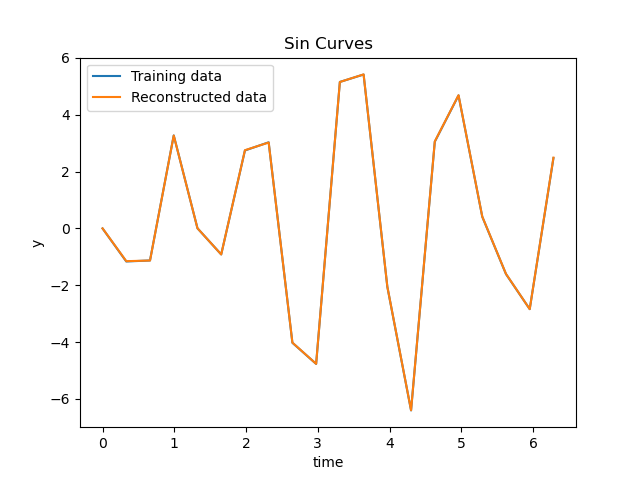 Sin Curves
Training data
Reconstructed data
6
4
2
0
−2
−4
−6
y
0 1 2 3 4 5 6
time